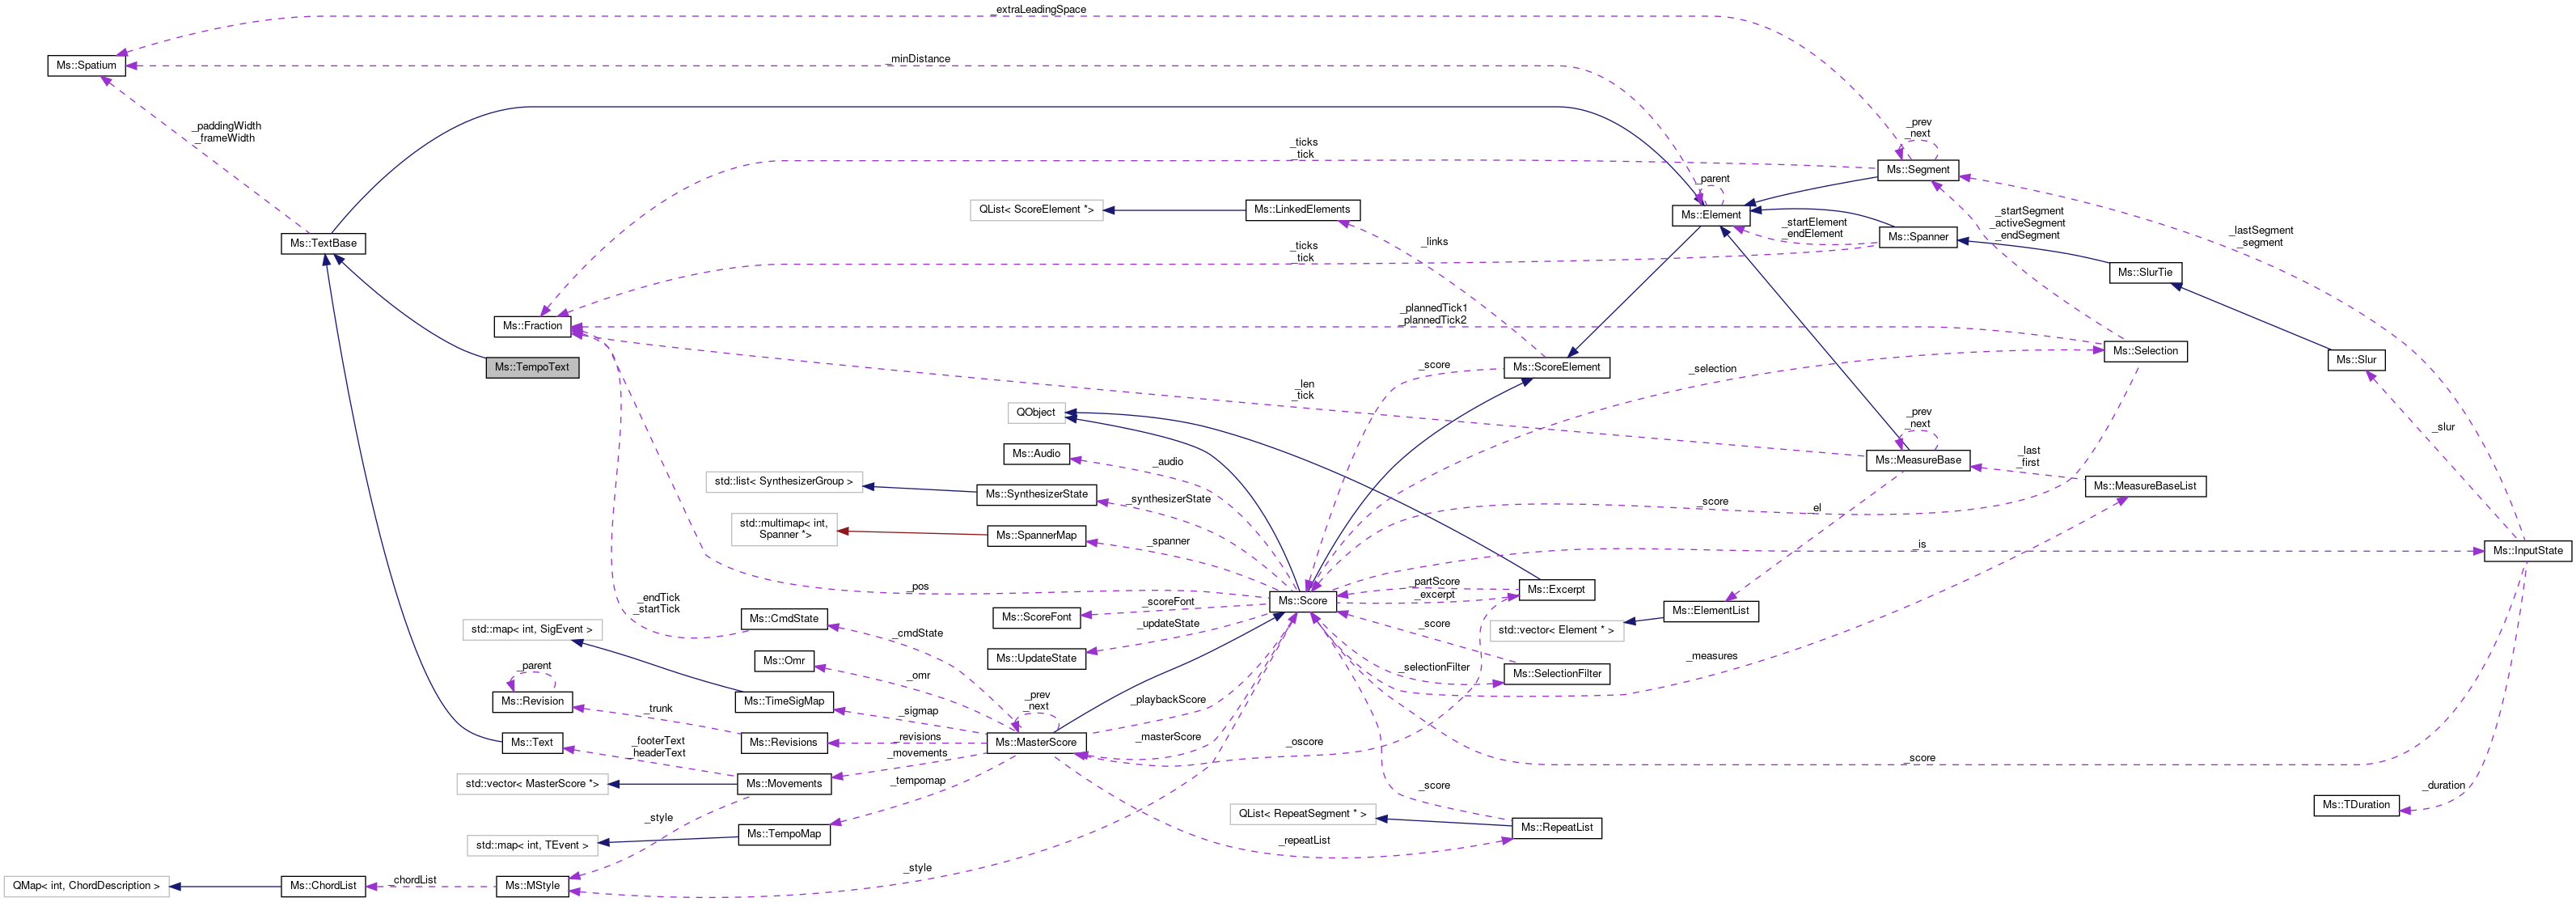 _extraLeadingSpace
Ms::Spatium
_minDistance
_paddingWidth
_frameWidth
_prev
_next
_ticks
_tick
Ms::Segment
_parent
QList< ScoreElement *>
Ms::LinkedElements
Ms::Element
_startSegment
_activeSegment
_endSegment
_startElement
_endElement
Ms::TextBase
_links
_ticks
_tick
Ms::Spanner
_lastSegment
_segment
Ms::SlurTie
Ms::Fraction
_plannedTick1
_plannedTick2
Ms::TempoText
Ms::ScoreElement
_score
_selection
Ms::Selection
Ms::Slur
_len
_tick
QObject
_prev
_next
_slur
Ms::Audio
_audio
Ms::MeasureBase
_last
_first
std::list< SynthesizerGroup >
Ms::SynthesizerState
_synthesizerState
_score
_el
Ms::MeasureBaseList
std::multimap< int,
Spanner *>
Ms::SpannerMap
_spanner
_is
Ms::InputState
_pos
_partScore
_excerpt
Ms::Excerpt
_endTick
_startTick
Ms::CmdState
Ms::ScoreFont
_scoreFont
Ms::Score
Ms::ElementList
std::vector< Element * >
std::map< int, SigEvent >
_cmdState
_updateState
_score
Ms::Omr
Ms::UpdateState
_measures
_parent
_omr
_selectionFilter
Ms::SelectionFilter
Ms::Revision
_trunk
Ms::TimeSigMap
_sigmap
_prev
_next
_playbackScore
Ms::Text
_footerText
_headerText
Ms::Revisions
_revisions
Ms::MasterScore
_masterScore
_oscore
_movements
_score
std::vector< MasterScore *>
Ms::Movements
_tempomap
_score
_duration
Ms::TDuration
_style
QList< RepeatSegment * >
Ms::RepeatList
std::map< int, TEvent >
Ms::TempoMap
_repeatList
_style
QMap< int, ChordDescription >
Ms::ChordList
_chordList
Ms::MStyle